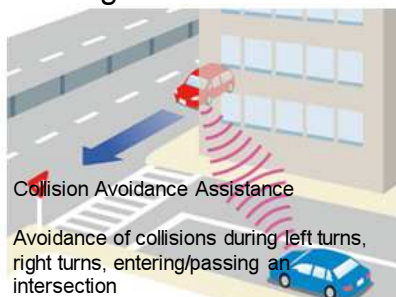 Collision Avoidance Assistance
Avoidance of collisions during left turns,
right turns, entering/passing an
intersection